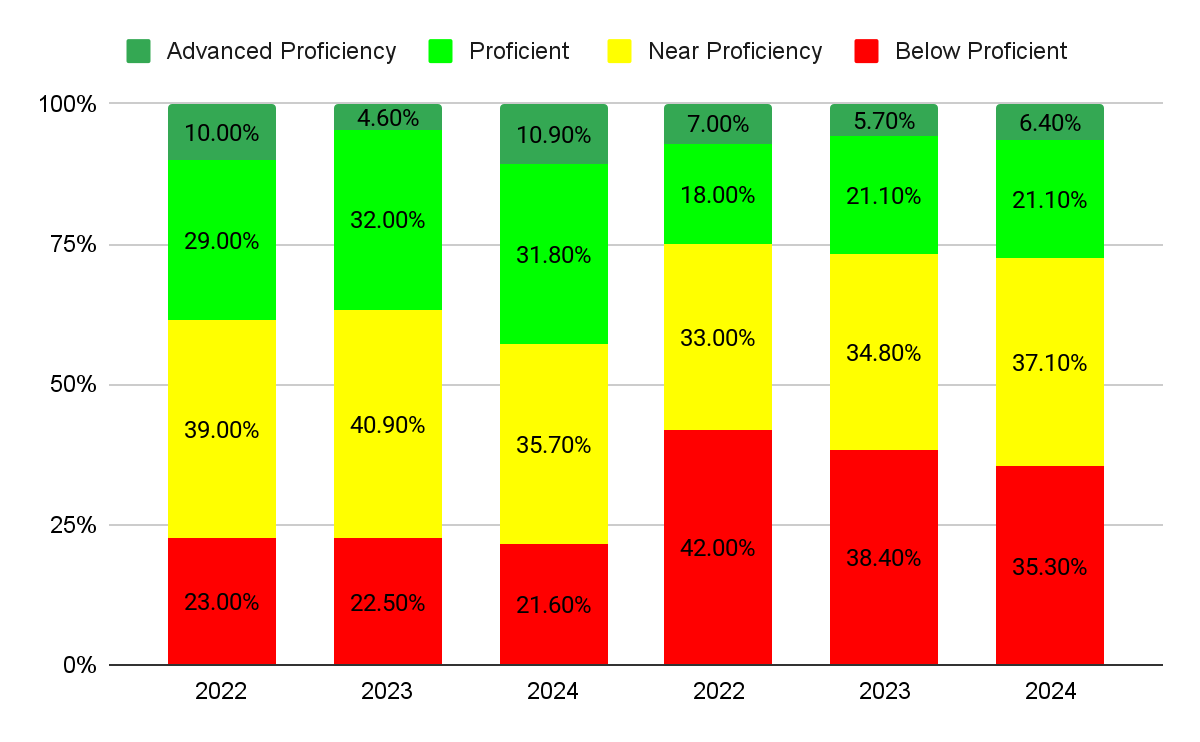 Advanced Proficiency Proficient Near Proficiency Below Proficient
100%
75%
50%
25%
0%
10.00% 4.60% 10.90% 7.00% 5.70% 6.40%
29.00% 32.00% 31.80% 18.00% 21.10% 21.10%
39.00% 40.90% 35.70% 33.00% 34.80% 37.10%
23.00% 22.50% 21.60% 42.00% 38.40% 35.30%
2022 2023 2024 2022 2023 2024